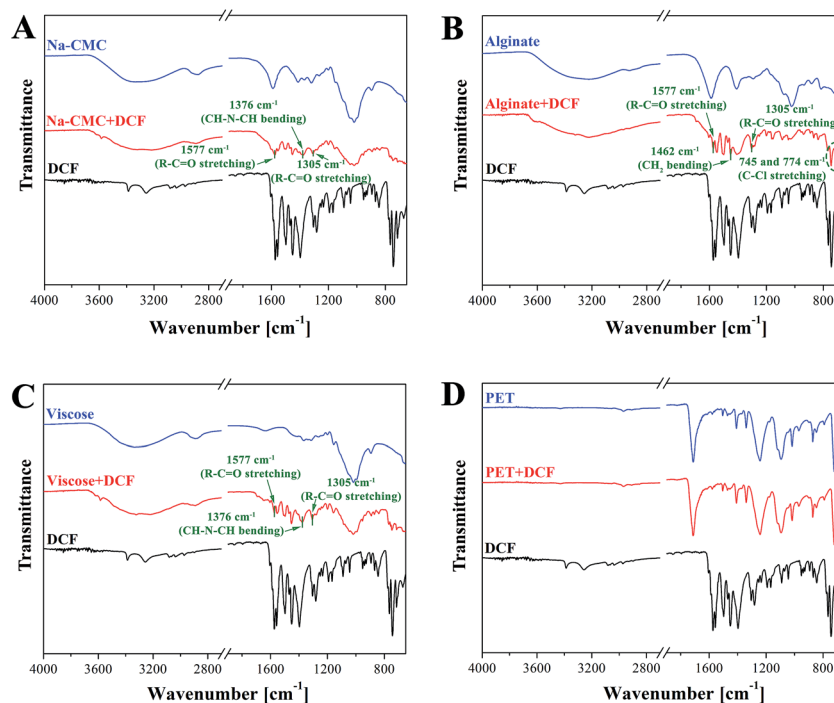 A
Na-CMC
Na-CMC+DCF
1376 cm⁻¹
(CH-N-CH bending)
1577 cm⁻¹
(R-C=O stretching)
1305 cm⁻¹
(R-C=O stretching)
DCF
Transmittance
4000 3600 3200 2800 1600 1200 800
Wavenumber [cm⁻¹]
B
Alginate
1577 cm⁻¹
(R-C=O stretching)
Alginate+DCF
1305 cm⁻¹
(R-C=O stretching)
1462 cm⁻¹
(CH₂ bending)
745 and 774 cm⁻¹
(C-Cl stretching)
DCF
Transmittance
4000 3600 3200 2800 1600 1200 800
Wavenumber [cm⁻¹]
C
Viscose
1577 cm⁻¹
(R-C=O stretching)
Viscose+DCF
1305 cm⁻¹
(R-C=O stretching)
1376 cm⁻¹
(CH-N-CH bending)
DCF
Transmittance
4000 3600 3200 2800 1600 1200 800
Wavenumber [cm⁻¹]
D
PET
PET+DCF
DCF
Transmittance
4000 3600 3200 2800 1600 1200 800
Wavenumber [cm⁻¹]